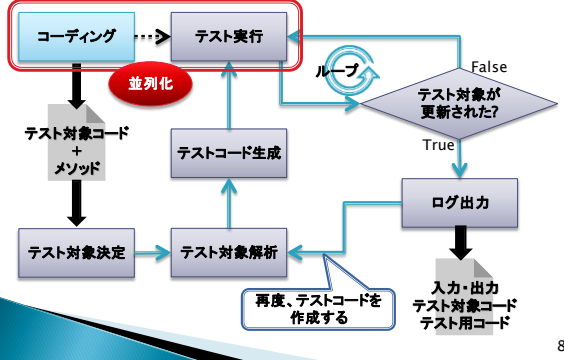 コーディング
テスト実行
並列化
ループ
False
テスト対象が
更新された?
True
テスト対象コード
+
メソッド
テストコード生成
ログ出力
テスト対象決定
テスト対象解析
再度、テストコードを
作成する
入力・出力
テスト対象コード
テスト用コード
8